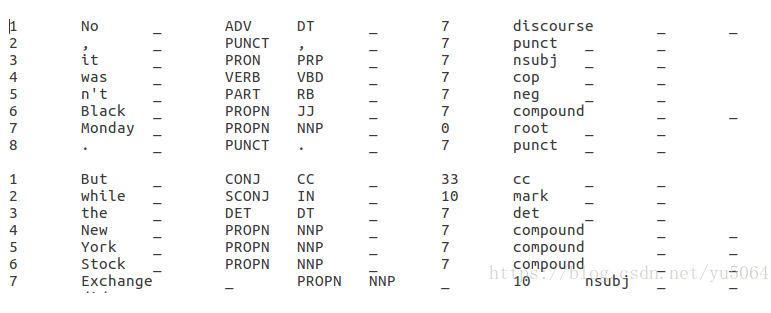 1 No _ ADV DT _ 7 discourse _ _
2 , _ PUNCT , _ 7 punct _ _
3 it _ PRON PRP _ 7 nsubj _ _
4 was _ VERB VBD _ 7 cop _ _
5 n't _ PART RB _ 7 neg _ _
6 Black _ PROPN JJ _ 7 compound _ _
7 Monday _ PROPN NNP _ 0 root _ _
8 . _ PUNCT . _ 7 punct _ _
1 But _ CONJ CC _ 33 cc _ _
2 while _ SCONJ IN _ 10 mark _ _
3 the _ DET DT _ 7 det _ _
4 New _ PROPN NNP _ 7 compound _ _
5 York _ PROPN NNP _ 7 compound _ _
6 Stock _ PROPN NNP _ 7 compound _ _
7 Exchange _ PROPN NNP _ 10 nsubj _ _
https://blog.csdn.net/yu5064